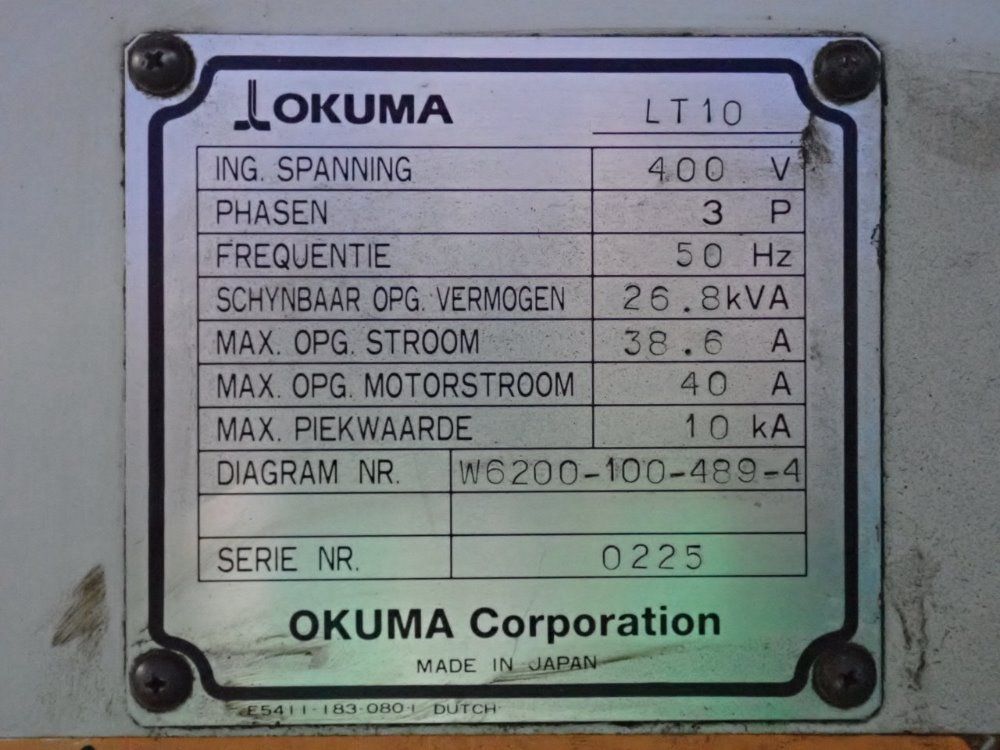 OKUMA LT10
ING. SPANNING 400 V
PHASEN 3 P
FREQUENTIE 50 Hz
SCHYNBAAR OPG. VERMOGEN 26.8kVA
MAX. OPG. STROOM 38.6 A
MAX. OPG. MOTORSTROOM 40 A
MAX. PIEKWAARDE 10 kA
DIAGRAM NR. W6200-100-489-4
SERIE NR. 0225
OKUMA Corporation
MADE IN JAPAN
E5411-183-080-1 DUTCH